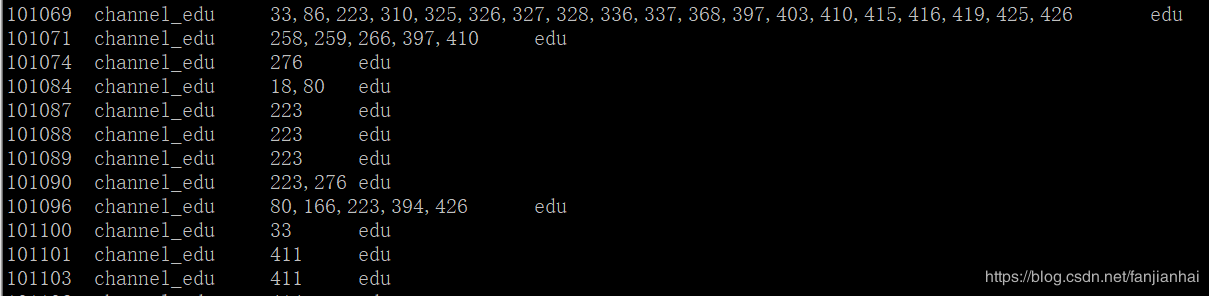 101069 channel_edu 33,86,223,310,325,326,327,328,336,337,368,397,403,410,415,416,419,425,426 edu
101071 channel_edu 258,259,266,397,410 edu
101074 channel_edu 276 edu
101084 channel_edu 18,80 edu
101087 channel_edu 223 edu
101088 channel_edu 223 edu
101089 channel_edu 223 edu
101090 channel_edu 223,276 edu
101096 channel_edu 80,166,223,394,426 edu
101100 channel_edu 33 edu
101101 channel_edu 411 edu
101103 channel_edu 411 edu
https://blog.csdn.net/fanjianhai